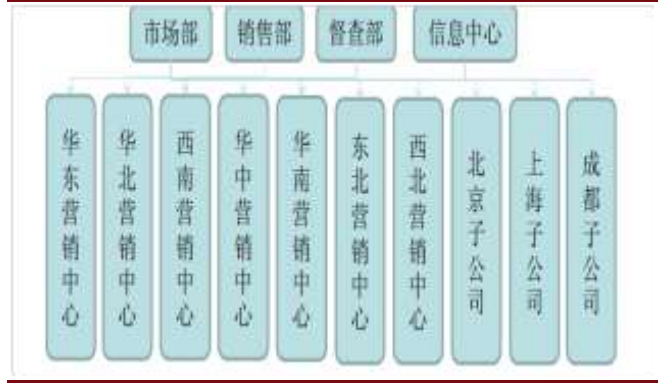 市场部
销售部
督查部
信息中心
华东营销中心
华北营销中心
西南营销中心
华中营销中心
华南营销中心
东北营销中心
西北营销中心
北京子公司
上海子公司
成都子公司